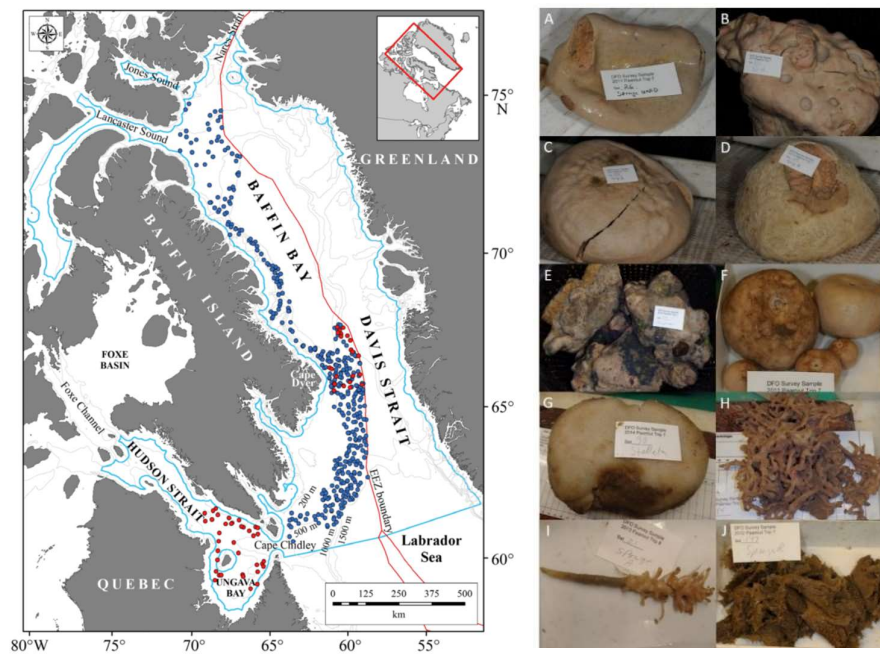 N
W
E
S
Nares Strait
Jones Sound
Lancaster Sound
75°
N
GREENLAND
BAFFIN BAY
BAFFIN ISLAND
70°
FOXE
BASIN
Foxe Channel
DAVIS STRAIT
Cape
Dyer
65°
HUDSON STRAIT
200 m
500 m
1000 m
1500 m
EEZ boundary
Cape Chidley
Labrador
Sea
60°
QUEBEC
UNGAVA
BAY
0 125 250 375 500
km
80°W 75° 70° 65° 60° 55°
A
DFO Survey Sample
B
C
D
E
F
DFO Survey Sample
G
DFO Survey Sample
H
I
DFO Survey Sample
J
DFO Survey Sample